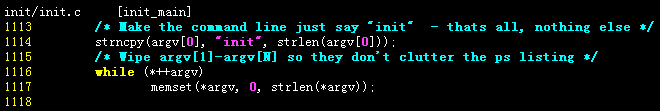 init/init.c [init_main]
1113 /* Make the command line just say "init" - thats all, nothing else */
1114 strncpy(argv[0], "init", strlen(argv[0]));
1115 /* Wipe argv[1]-argv[N] so they don't clutter the ps listing */
1116 while (*++argv)
1117 memset(*argv, 0, strlen(*argv));
1118